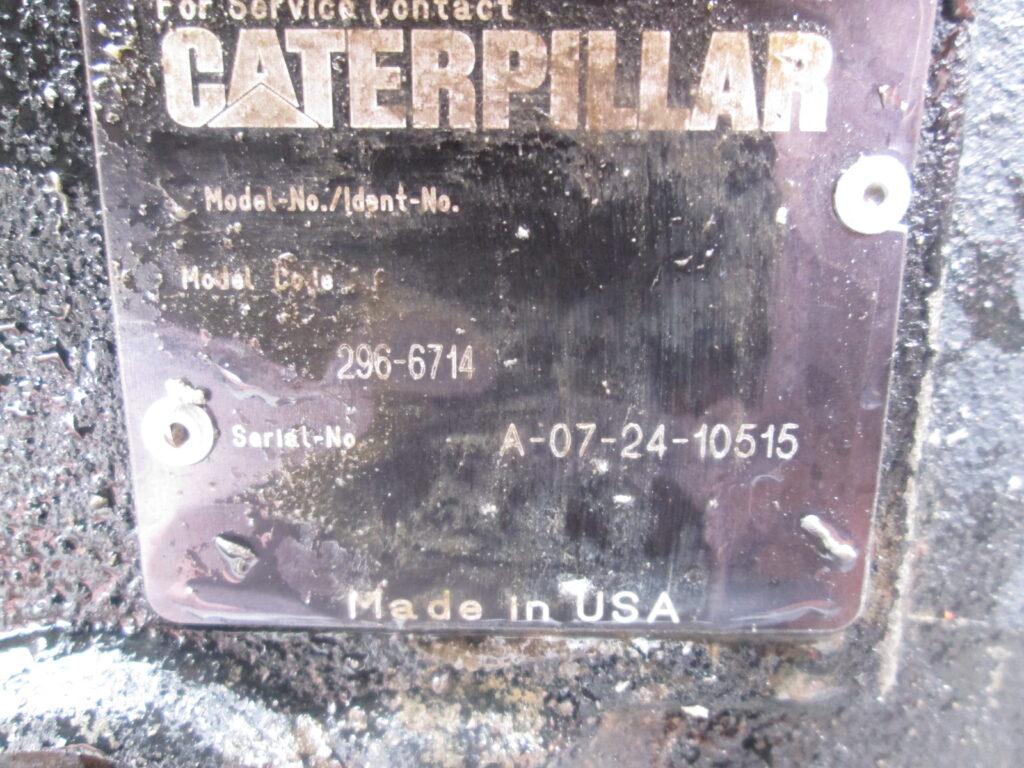 For Service Contact
CATERPILLAR
Model-No./Ident-No.
Model Code
296-6714
Serial-No A-07-24-10515
Made in USA